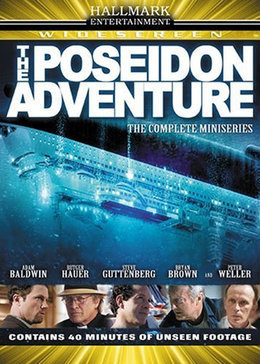 HALLMARK
ENTERTAINMENT
WIDESCREEN
THE POSEIDON
ADVENTURE
THE COMPLETE MINISERIES
ADAM BALDWIN
RUTGER HAUER
STEVE GUTTENBERG
BRYAN BROWN
AND PETER WELLER
CONTAINS 40 MINUTES OF UNSEEN FOOTAGE